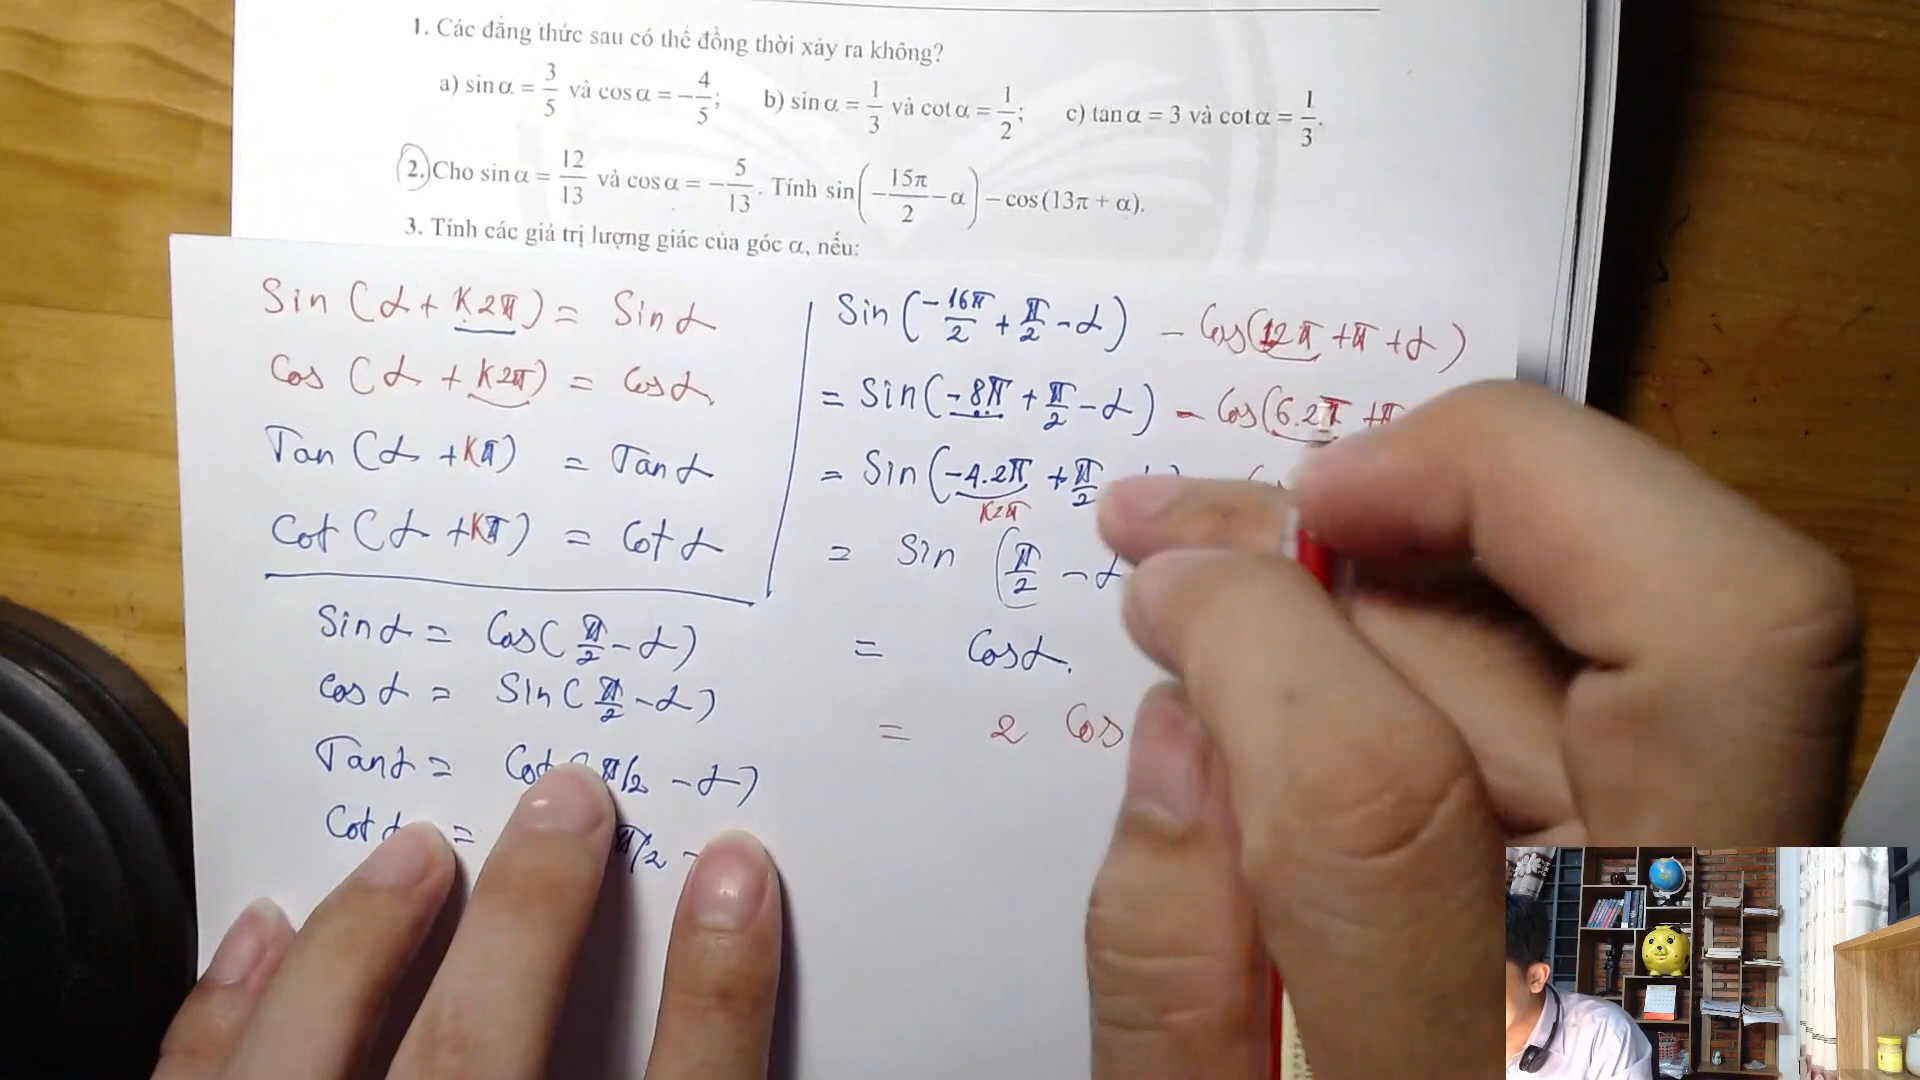 1. Các đẳng thức sau có thể đồng thời xảy ra không?
a) sin α = 3/5 và cos α = −4/5; b) sin α = 1/3 và cot α = 1/2; c) tan α = 3 và cot α = 1/3.
2. Cho sin α = 12/13 và cos α = −5/13. Tính sin(−15π/2 − α) − cos(13π + α).
3. Tính các giá trị lượng giác của góc α, nếu:
Sin (α + K2π) = Sin α
Cos (α + K2π) = Cos α.
Tan (α + Kπ) = Tan α
Cot (α + Kπ) = Cot α
Sin α = Cos(π/2 − α)
Cos α = Sin(π/2 − α)
Tan α = Cot(π/2 − α)
Cot α = π/2 −
Sin(−16π/2 + π/2 − α) − Cos(12π + π + α)
= Sin(−8π + π/2 − α) − Cos(6.2π + π
= Sin(−4.2π + π/2
K2π
= Sin (π/2 − α
= Cos α.
= 2 Cos